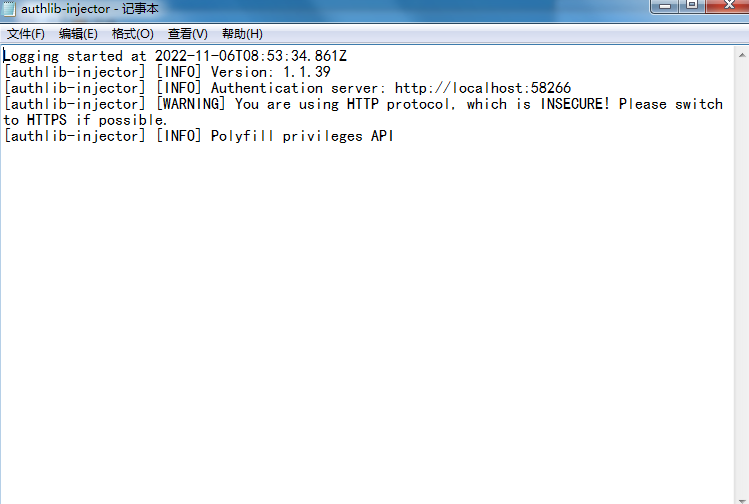 authlib-injector - 记事本
文件(F) 编辑(E) 格式(O) 查看(V) 帮助(H)
Logging started at 2022-11-06T08:53:34.861Z
[authlib-injector] [INFO] Version: 1.1.39
[authlib-injector] [INFO] Authentication server: http://localhost:58266
[authlib-injector] [WARNING] You are using HTTP protocol, which is INSECURE! Please switch
to HTTPS if possible.
[authlib-injector] [INFO] Polyfill privileges API